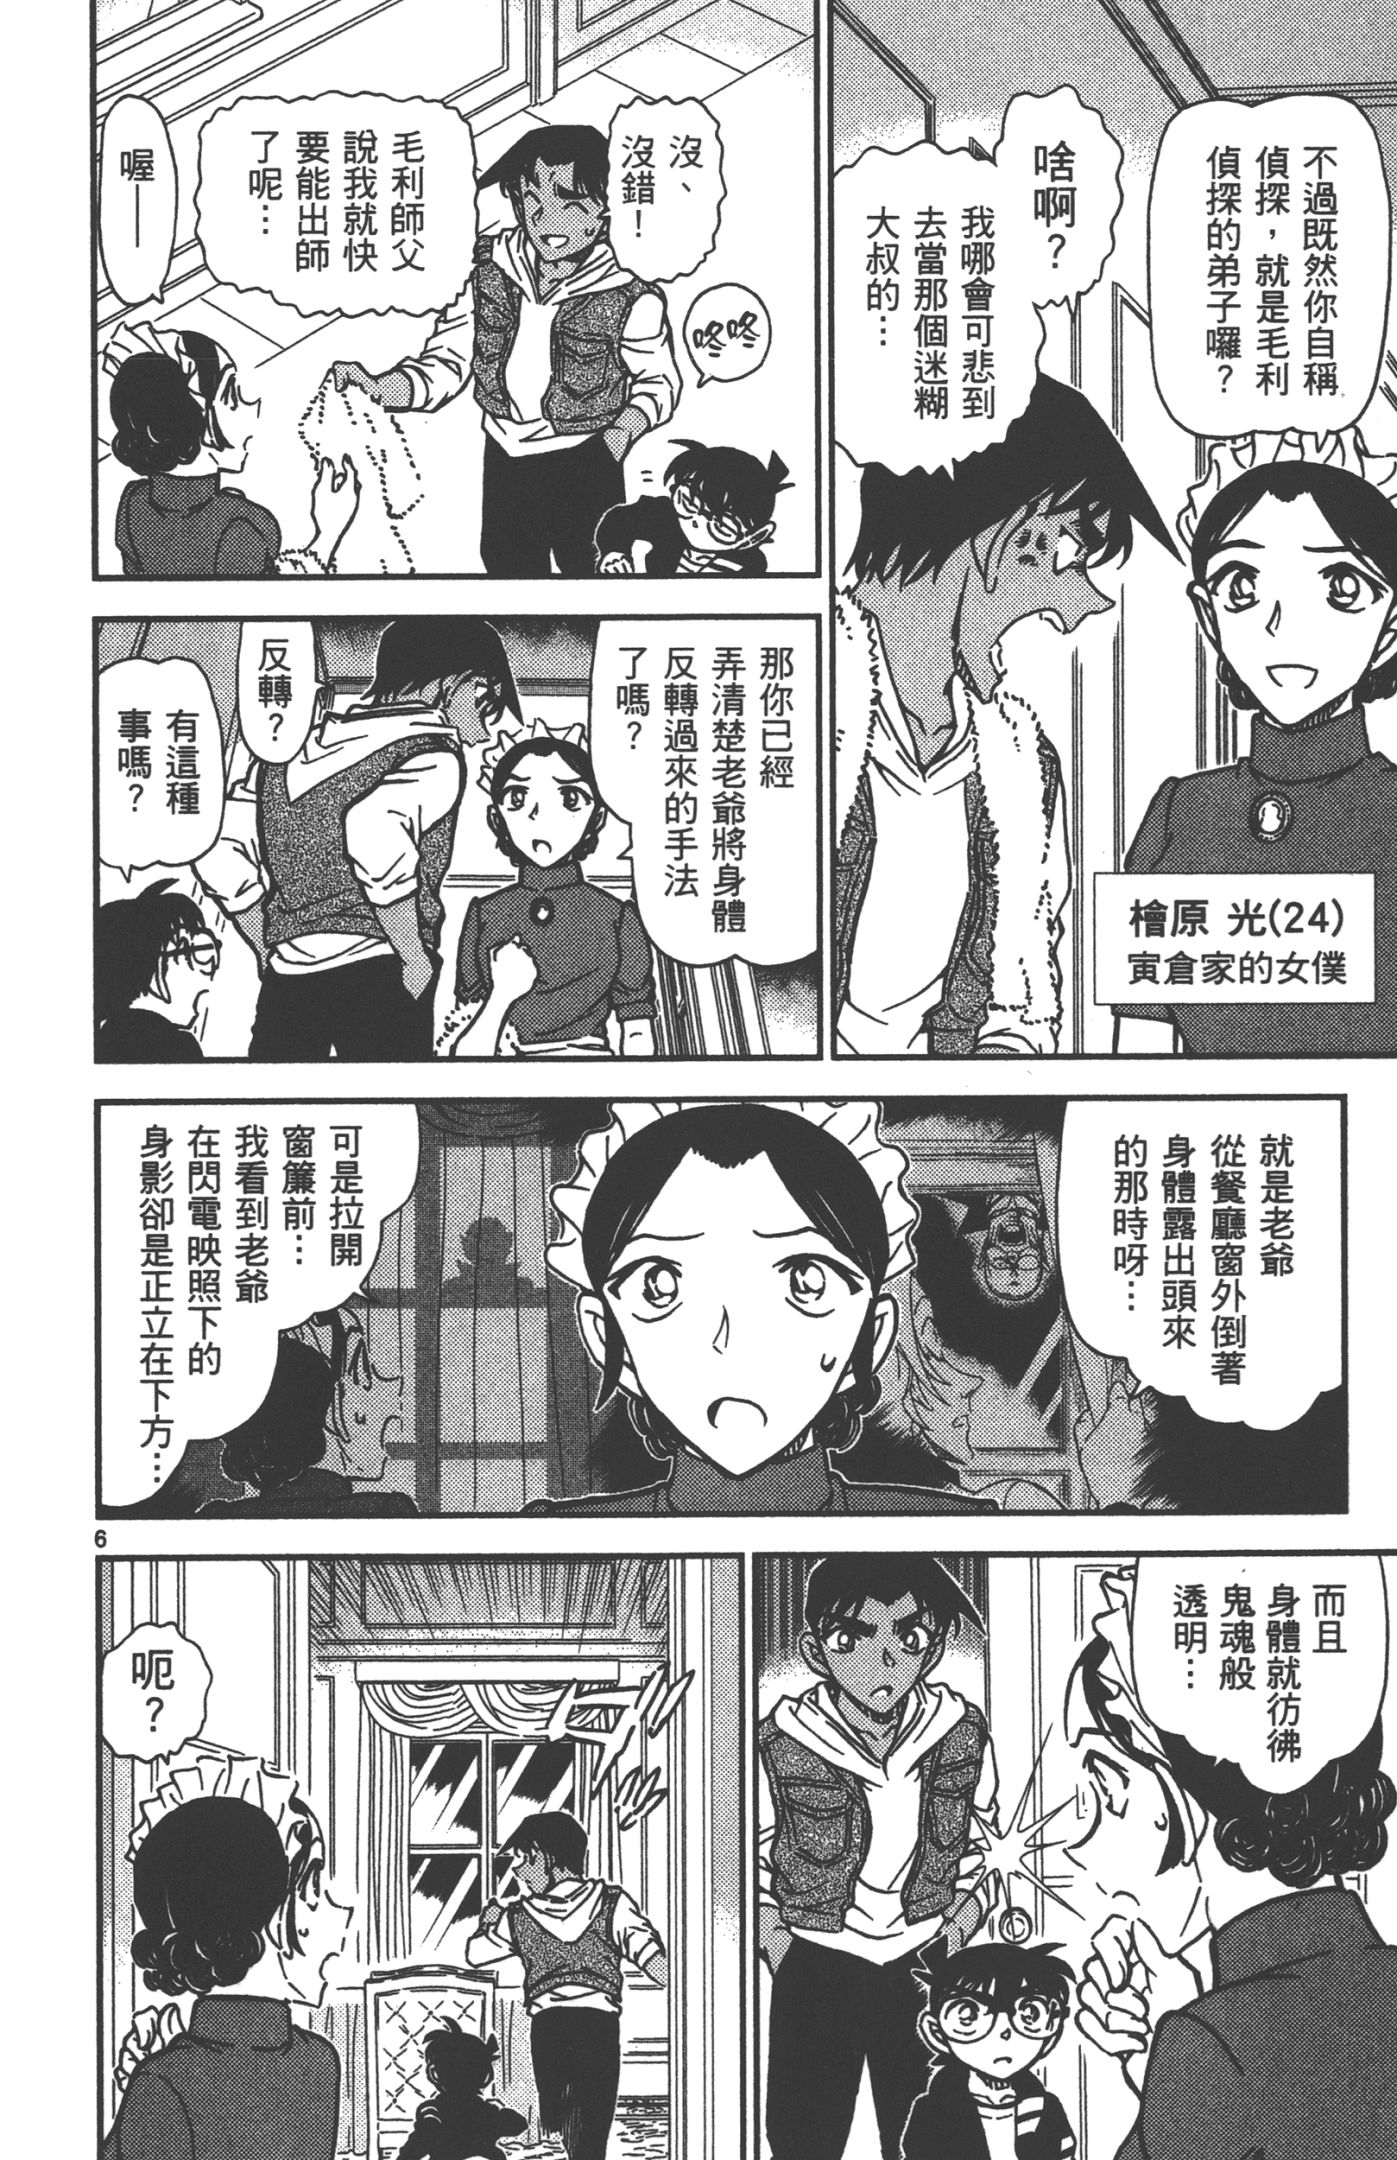 不過既然你自稱
偵探，就是毛利
偵探的弟子囉？
啥啊？
我哪會可悲到
去當那個迷糊
大叔的…
檜原 光(24)
寅倉家的女僕
沒、
沒錯！
咚咚
毛利師父
說我就快
要能出師
了呢…
喔——
那你已經
弄清楚老爺將身體
反轉過來的手法
了嗎？
反轉？
有這種
事嗎？
就是老爺
從餐廳窗外倒著
身體露出頭來
的那時呀…
可是拉開
窗簾前…
我看到老爺
在閃電映照下的
身影卻是正立在下方…
6
而且
身體就彷彿
鬼魂般
透明…
呃？